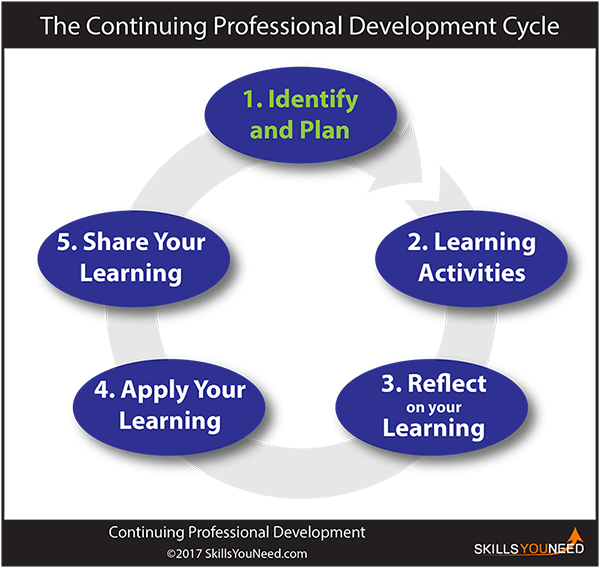 The Continuing Professional Development Cycle
1. Identify
and Plan
2. Learning
Activities
3. Reflect
on your
Learning
4. Apply Your
Learning
5. Share Your
Learning
Continuing Professional Development
©2017 SkillsYouNeed.com
SKILLSYOUNEED